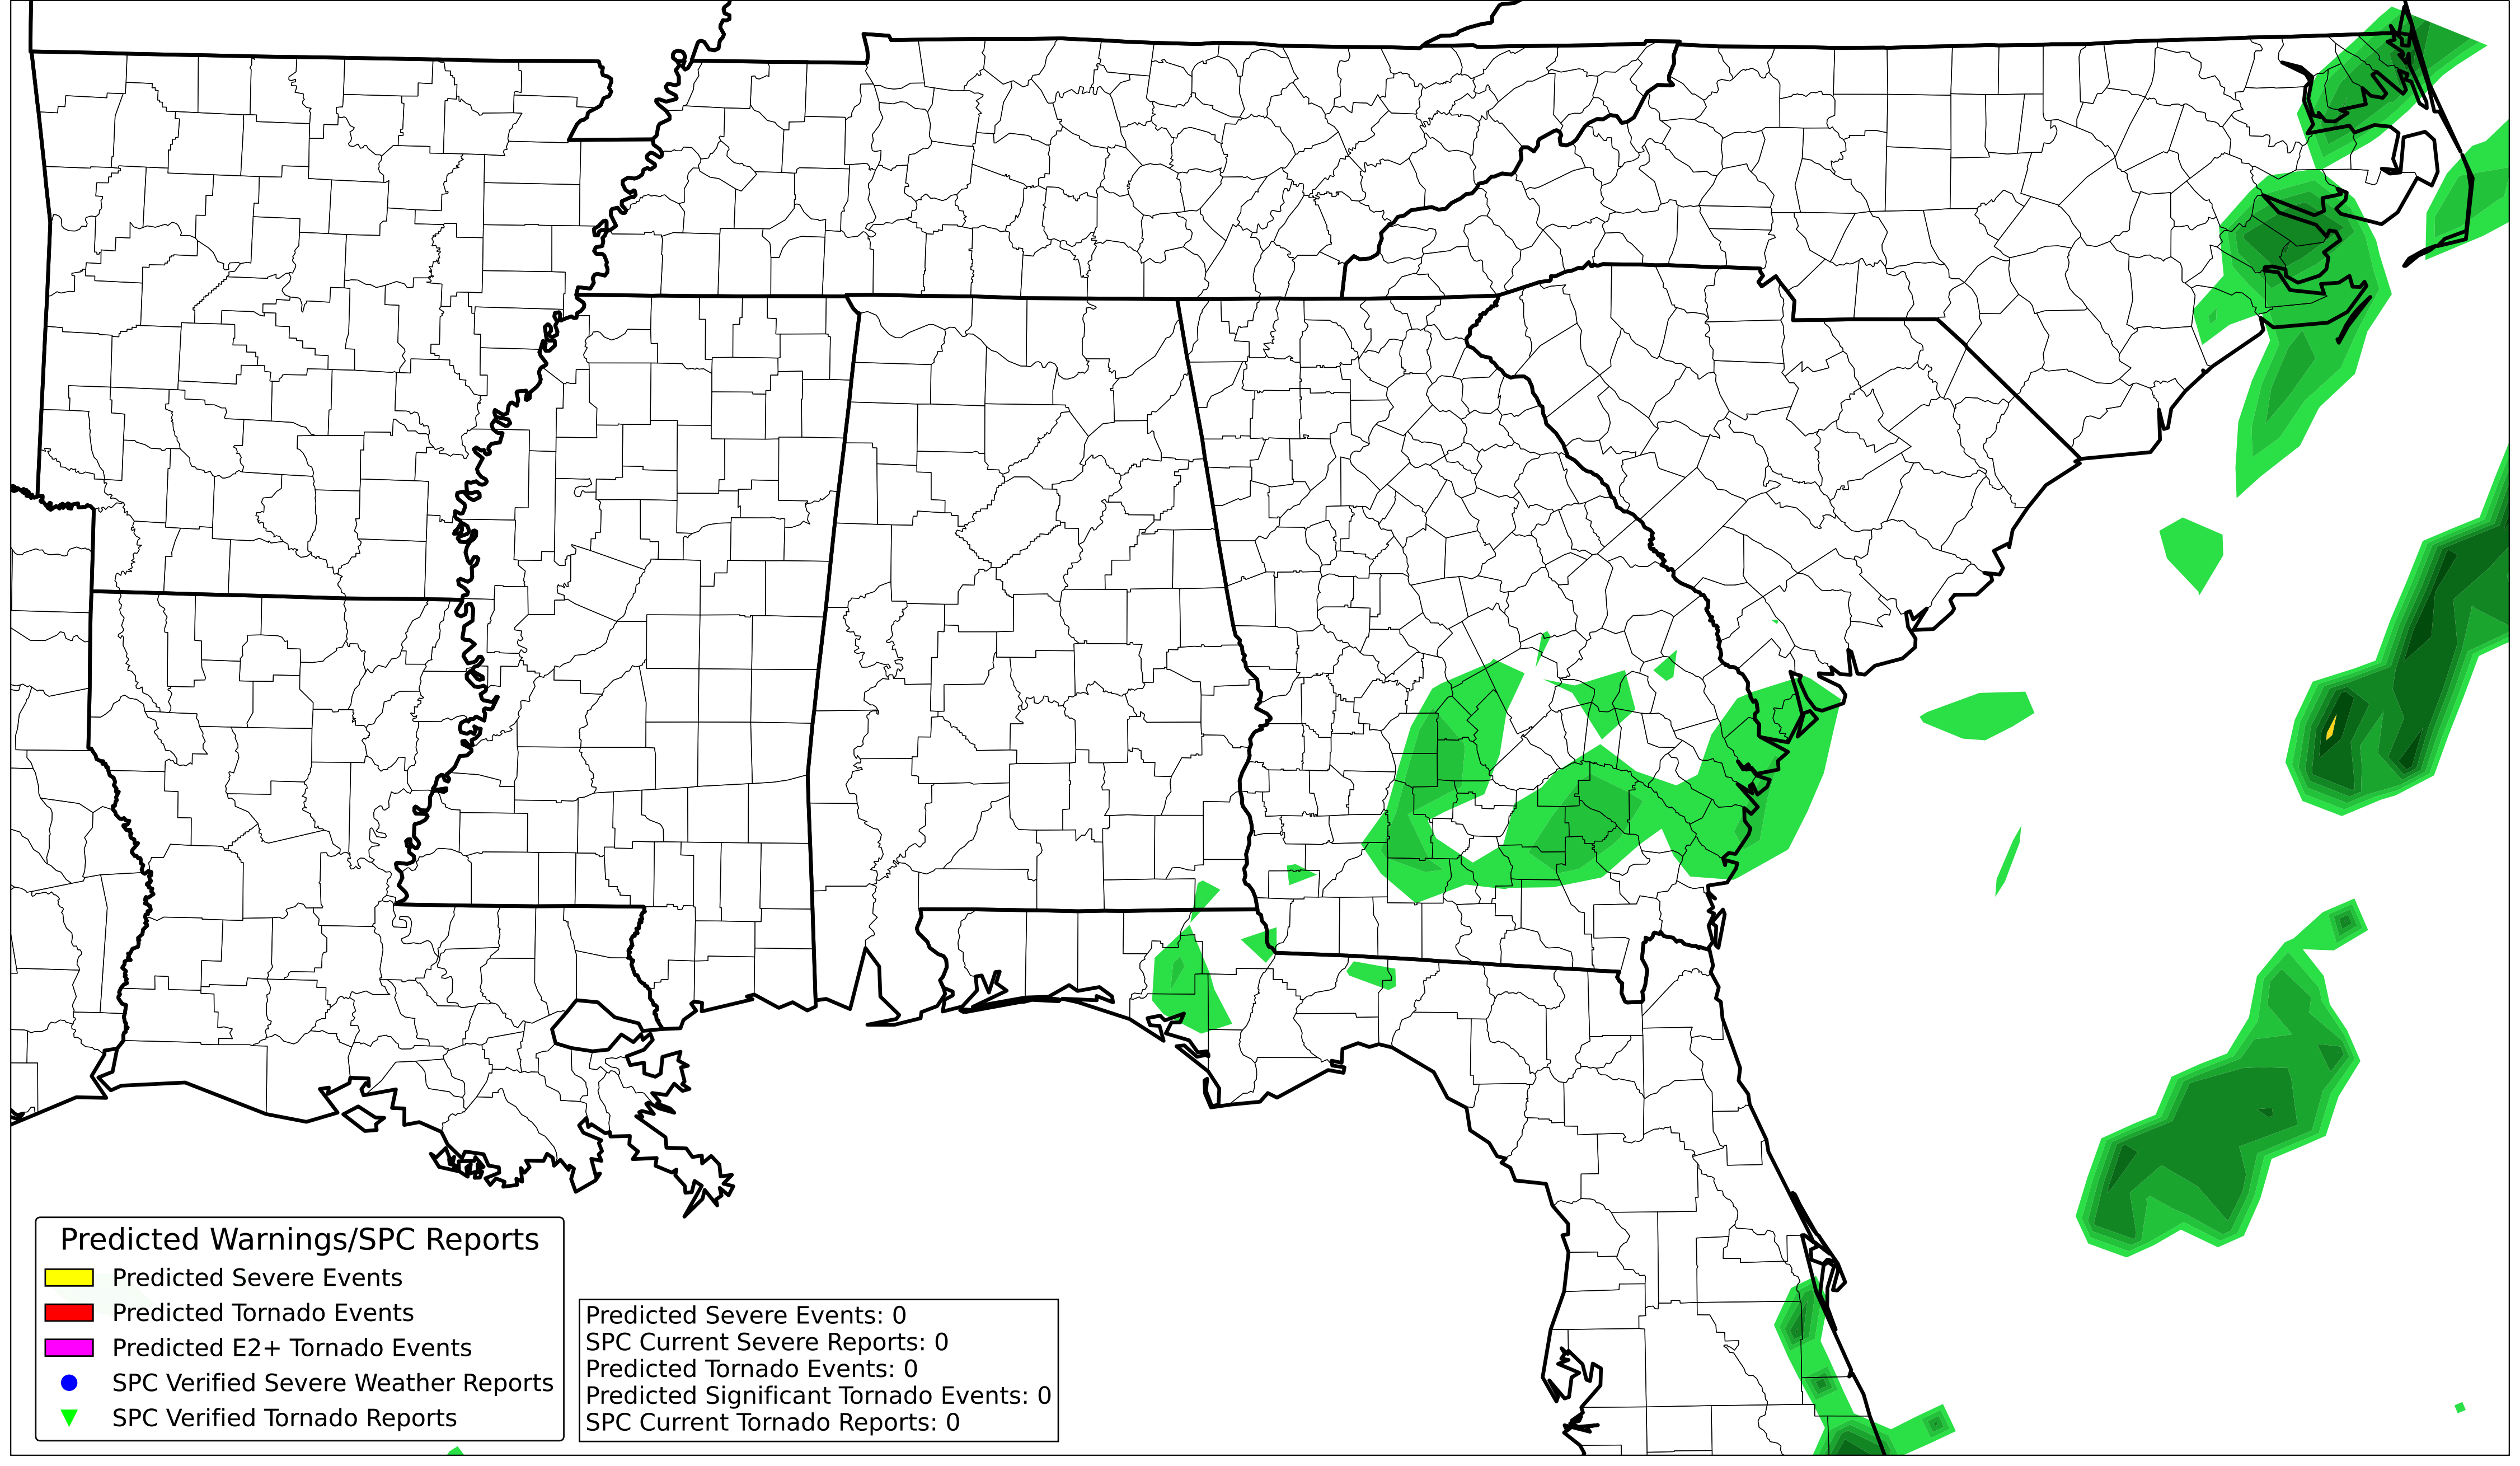 Predicted Warnings/SPC Reports
Predicted Severe Events
Predicted Tornado Events
Predicted E2+ Tornado Events
SPC Verified Severe Weather Reports
SPC Verified Tornado Reports
Predicted Severe Events: 0
SPC Current Severe Reports: 0
Predicted Tornado Events: 0
Predicted Significant Tornado Events: 0
SPC Current Tornado Reports: 0